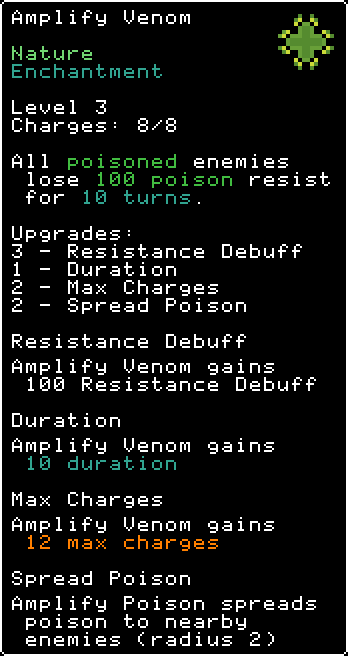 Amplify Venom
Nature
Enchantment
Level 3
Charges: 8/8
All poisoned enemies
lose 100 poison resist
for 10 turns.
Upgrades:
3 - Resistance Debuff
1 - Duration
2 - Max Charges
2 - Spread Poison
Resistance Debuff
Amplify Venom gains
100 Resistance Debuff
Duration
Amplify Venom gains
10 duration
Max Charges
Amplify Venom gains
12 max charges
Spread Poison
Amplify Poison spreads
poison to nearby
enemies (radius 2)